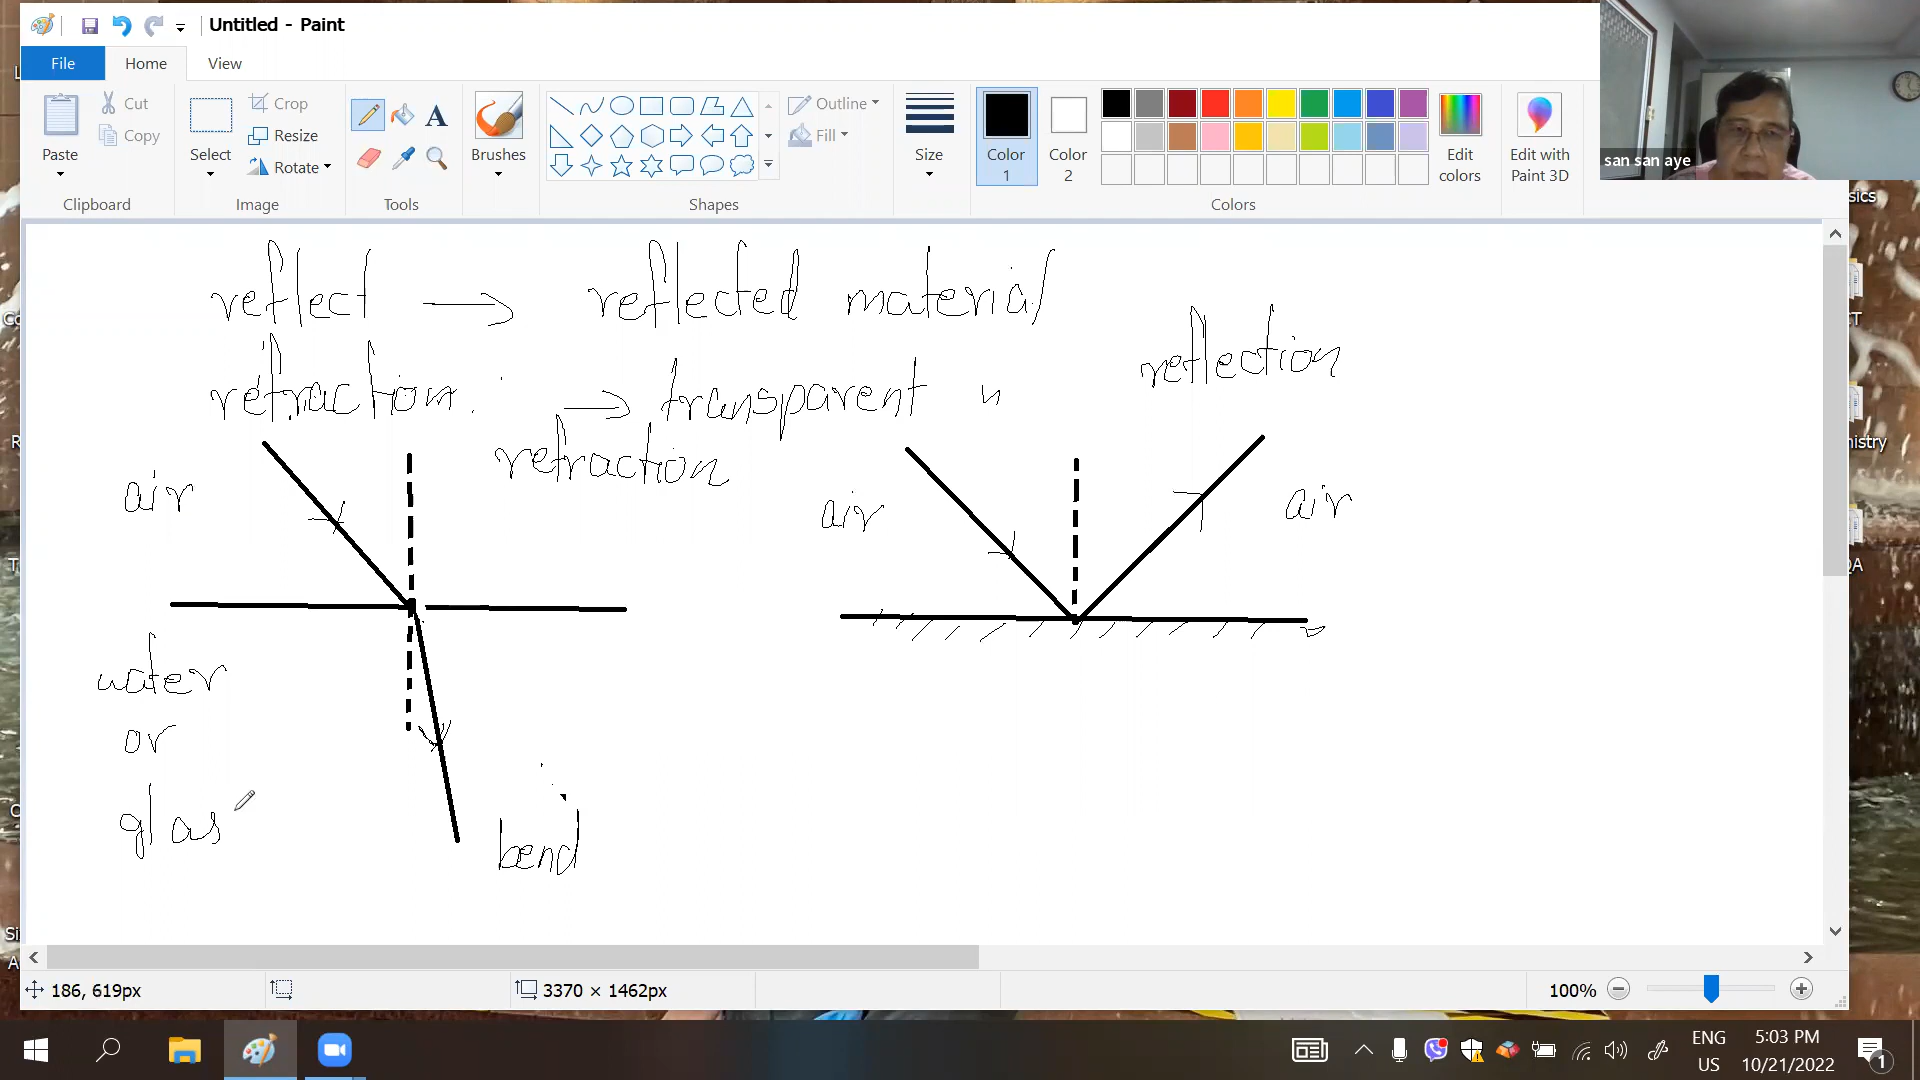 Untitled - Paint
File Home View
Cut
Copy
Paste
Clipboard
Crop
Resize
Rotate
Select
Image
Tools
Brushes
Outline
Fill
Shapes
Size
Color 1
Color 2
Edit colors
Edit with Paint 3D
Colors
san san aye
sics
reflect → reflected material
refraction. → transparent "
reflection
refraction
air
air
air
water
or
glas
bend
mistry
186, 619px
3370 × 1462px
100%
ENG
US
5:03 PM
10/21/2022
1